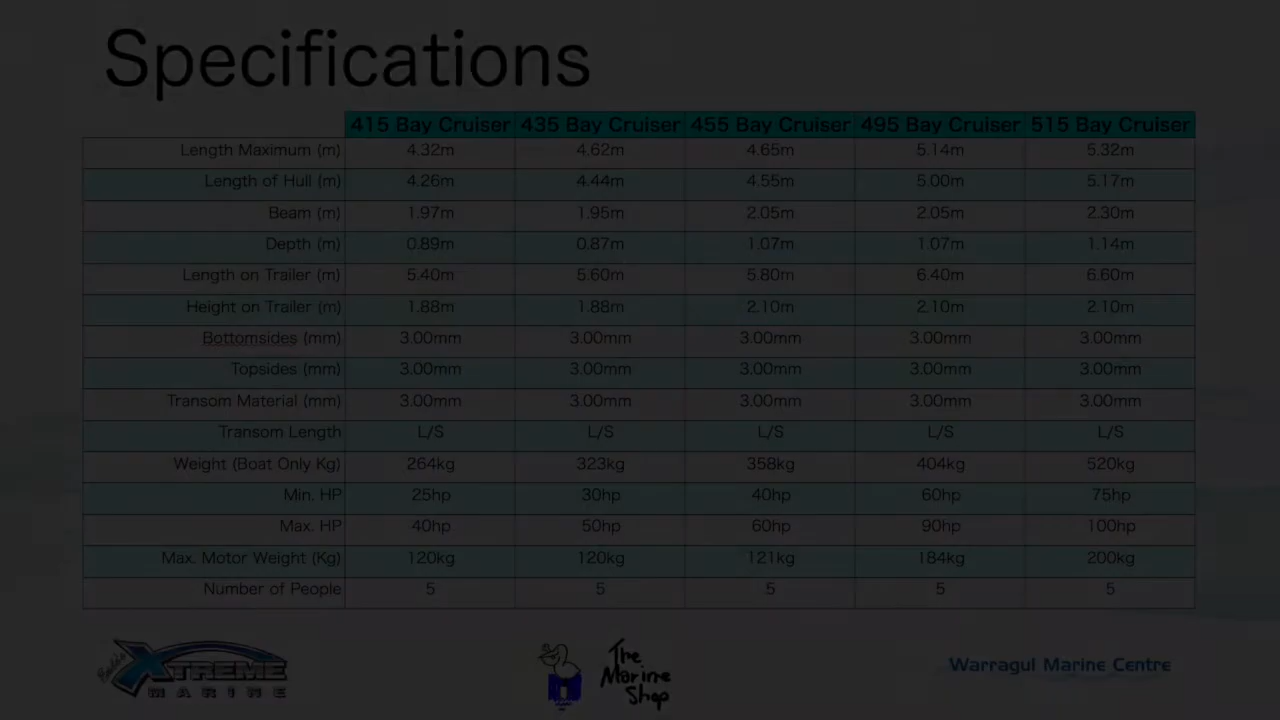 Specifications
415 Bay Cruiser 435 Bay Cruiser 455 Bay Cruiser 495 Bay Cruiser 515 Bay Cruiser
Length Maximum (m) 4.32m 4.62m 4.65m 5.14m 5.32m
Length of Hull (m) 4.26m 4.44m 4.55m 5.00m 5.17m
Beam (m) 1.97m 1.95m 2.05m 2.05m 2.30m
Depth (m) 0.89m 0.87m 1.07m 1.07m 1.14m
Length on Trailer (m) 5.40m 5.60m 5.80m 6.40m 6.60m
Height on Trailer (m) 1.88m 1.88m 2.10m 2.10m 2.10m
Bottomsides (mm) 3.00mm 3.00mm 3.00mm 3.00mm 3.00mm
Topsides (mm) 3.00mm 3.00mm 3.00mm 3.00mm 3.00mm
Transom Material (mm) 3.00mm 3.00mm 3.00mm 3.00mm 3.00mm
Transom Length L/S L/S L/S L/S L/S
Weight (Boat Only Kg) 264kg 323kg 358kg 404kg 520kg
Min. HP 25hp 30hp 40hp 60hp 75hp
Max. HP 40hp 50hp 60hp 90hp 100hp
Max. Motor Weight (Kg) 120kg 120kg 121kg 184kg 200kg
Number of People 5 5 5 5 5
XTREME
MARINE
The
Marine
Shop
Warragul Marine Centre